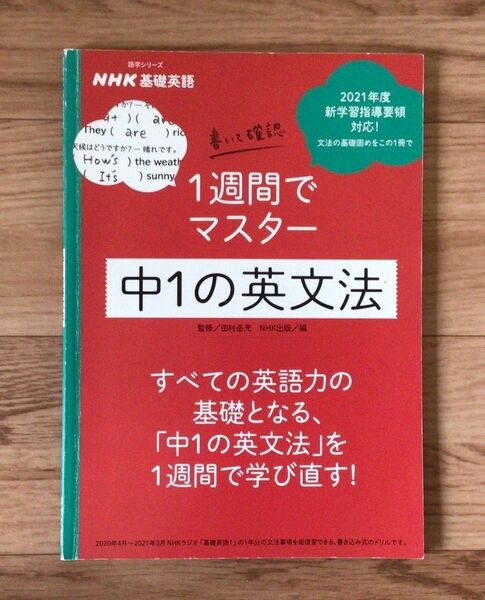 語学シリーズ
NHK 基礎英語
か?—そ
at )( are
They ( are ) ric
天候はどうですか?—晴れです。
How's ) the weath
( It's ) sunny
書いて確認
2021年度
新学習指導要領
対応!
文法の基礎固めをこの1冊で
1週間で
マスター
中1の英文法
監修/田村岳充 NHK出版/編
すべての英語力の
基礎となる、
「中1の英文法」を
1週間で学び直す!
2020年4月〜2021年3月NHKラジオ「基礎英語1」の1年分の文法事項を総復習できる、書き込み式のドリルです。